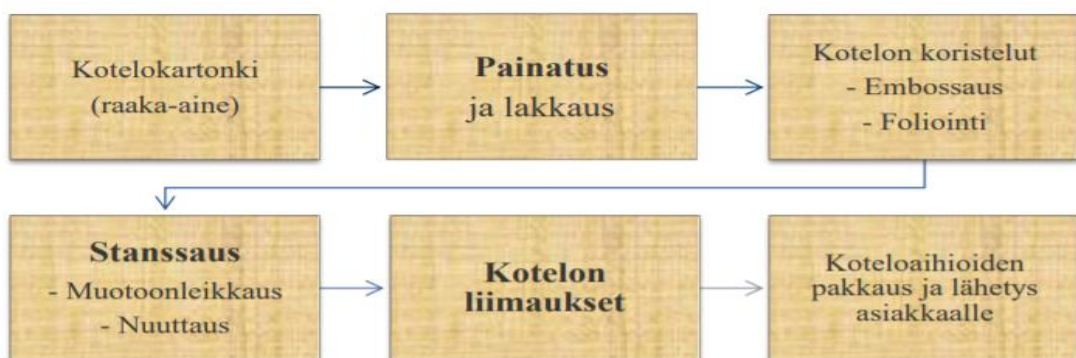 Kotelokartonki
(raaka-aine)
Painatus
ja lakkaus
Kotelon koristelut
- Embossaus
- Foliointi
Stanssaus
- Muotoonleikkaus
- Nuuttaus
Kotelon
liimaukset
Koteloaihioiden
pakkaus ja lähetys
asiakkaalle